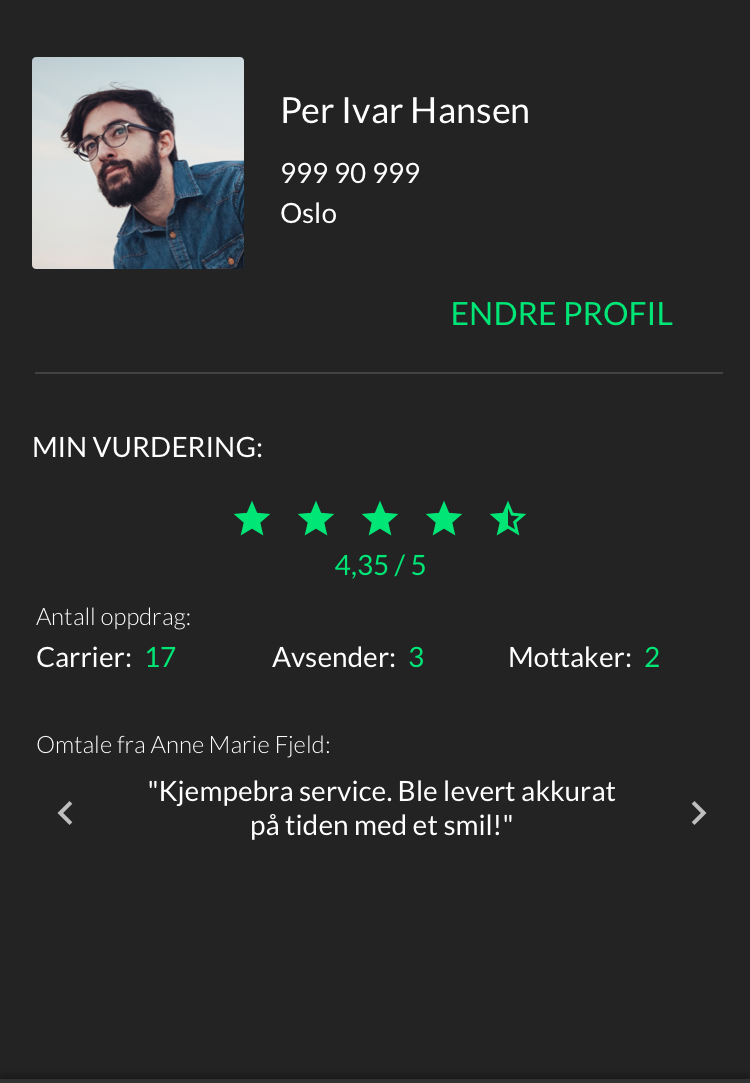 Per Ivar Hansen
999 90 999
Oslo
ENDRE PROFIL
MIN VURDERING:
4,35 / 5
Antall oppdrag:
Carrier: 17 Avsender: 3 Mottaker: 2
Omtale fra Anne Marie Fjeld:
"Kjempebra service. Ble levert akkurat
på tiden med et smil!"